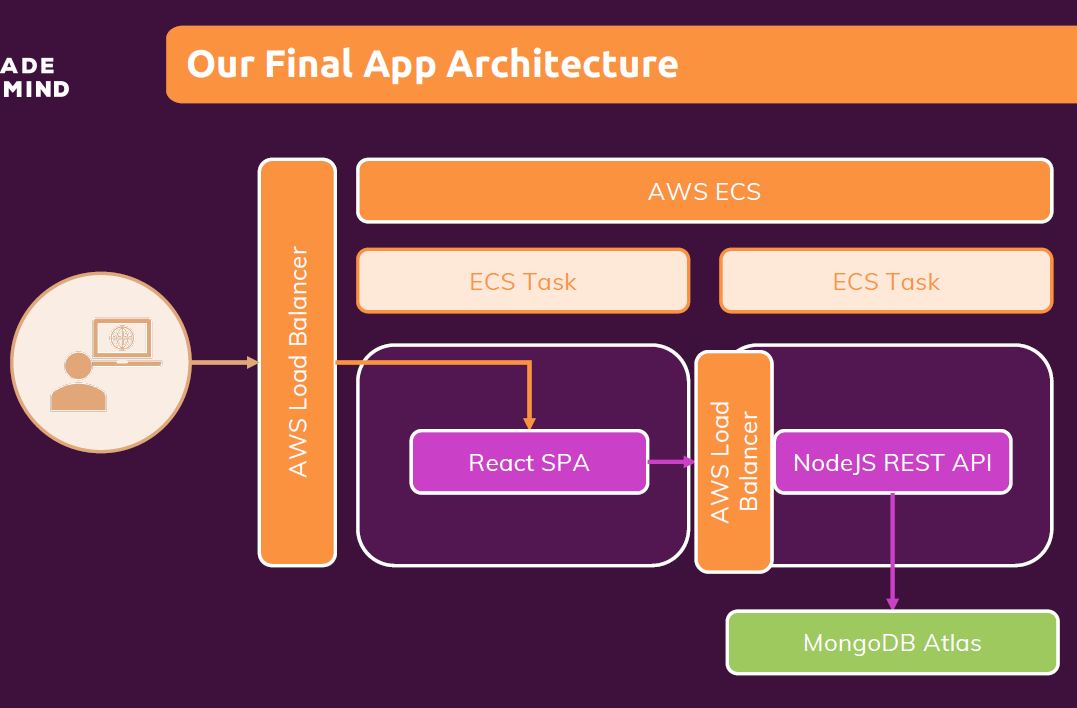 ADE
MIND
Our Final App Architecture
AWS ECS
ECS Task
ECS Task
AWS Load Balancer
React SPA
AWS Load
Balancer
NodeJS REST API
MongoDB Atlas